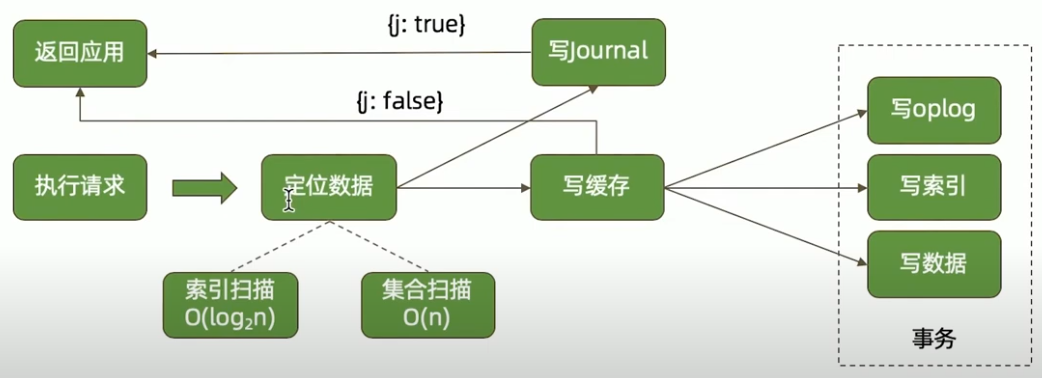 {j: true}
返回应用
写Journal
{j: false}
写oplog
执行请求
定位数据
写缓存
写索引
写数据
索引扫描
O(log₂n)
集合扫描
O(n)
事务